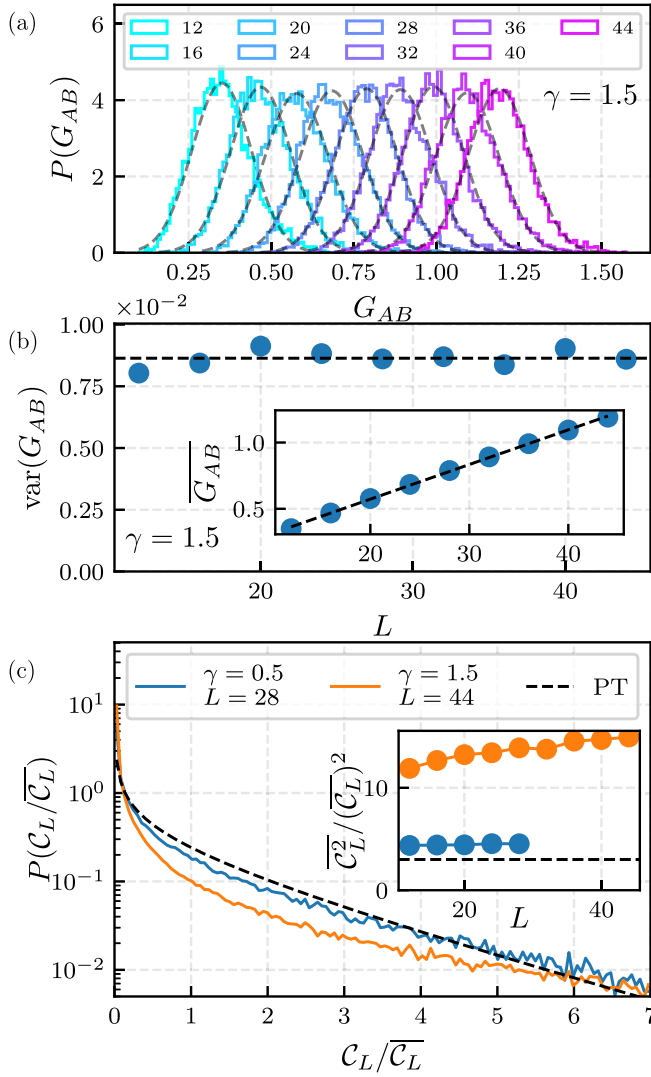 (a)
12 20 28 36 44
16 24 32 40
γ = 1.5
P(G_AB)
6
4
2
0
0.25 0.50 0.75 1.00 1.25 1.50
G_AB
×10⁻²
(b)
1.00
0.75
0.50
0.25
0.00
var(G_AB)
\overline{G_AB}
1.0
0.5
20 30 40
γ = 1.5
20 30 40
L
(c)
γ = 0.5 γ = 1.5 PT
L = 28 L = 44
P(𝒞_L/\overline{𝒞_L})
10¹
10⁰
10⁻¹
10⁻²
\overline{𝒞_L²}/(\overline{𝒞_L})²
10
0
20 40
L
0 1 2 3 4 5 6 7
𝒞_L/\overline{𝒞_L}